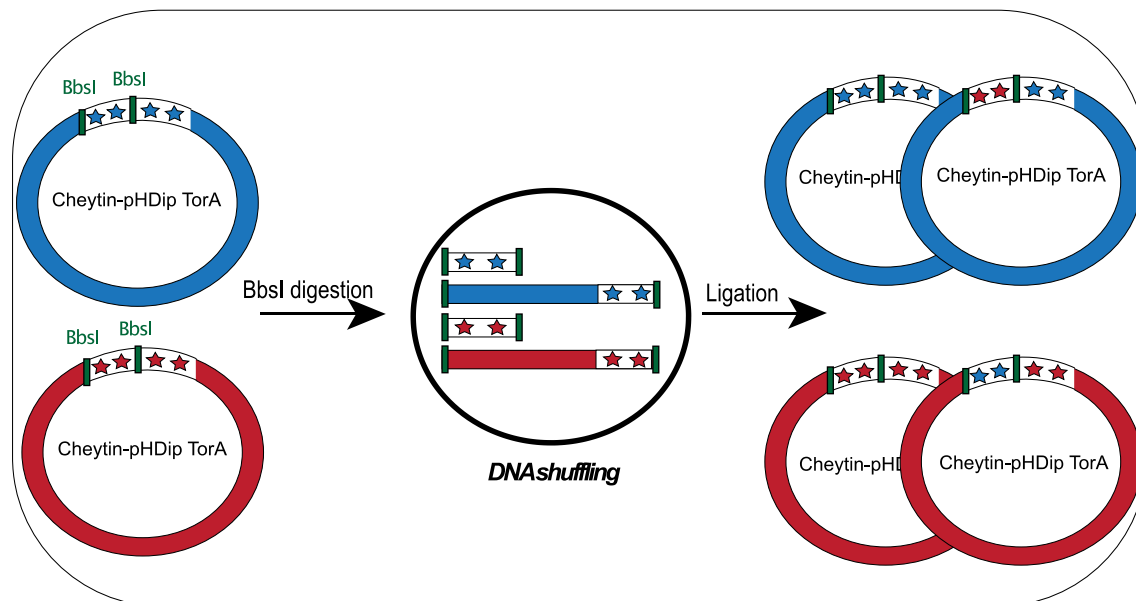 BbsI
BbsI
Cheytin-pHDip TorA
BbsI
BbsI
Cheytin-pHDip TorA
BbsI digestion
DNAshuffling
Ligation
Cheytin-pHD
Cheytin-pHDip TorA
Cheytin-pHD
Cheytin-pHDip TorA